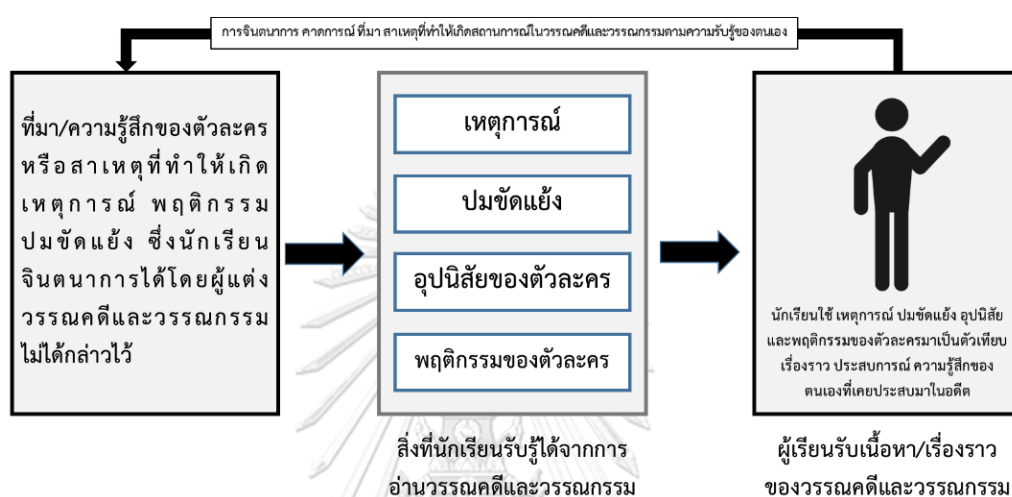 การจินตนาการ คาดการณ์ ที่มา สาเหตุที่ทำให้เกิดสถานการณ์ในวรรณคดีและวรรณกรรมตามความรับรู้ของตนเอง
ที่มา/ความรู้สึกของตัวละคร
หรือสาเหตุที่ทำให้เกิด
เหตุการณ์ พฤติกรรม
ปมขัดแย้ง ซึ่งนักเรียน
จินตนาการได้โดยผู้แต่ง
วรรณคดีและวรรณกรรม
ไม่ได้กล่าวไว้
เหตุการณ์
ปมขัดแย้ง
อุปนิสัยของตัวละคร
พฤติกรรมของตัวละคร
สิ่งที่นักเรียนรับรู้ได้จากการ
อ่านวรรณคดีและวรรณกรรม
นักเรียนใช้ เหตุการณ์ ปมขัดแย้ง อุปนิสัย
และพฤติกรรมของตัวละครมาเป็นตัวเทียบ
เรื่องราว ประสบการณ์ ความรู้สึกของ
ตนเองที่เคยประสบมาในอดีต
ผู้เรียนรับเนื้อหา/เรื่องราว
ของวรรณคดีและวรรณกรรม